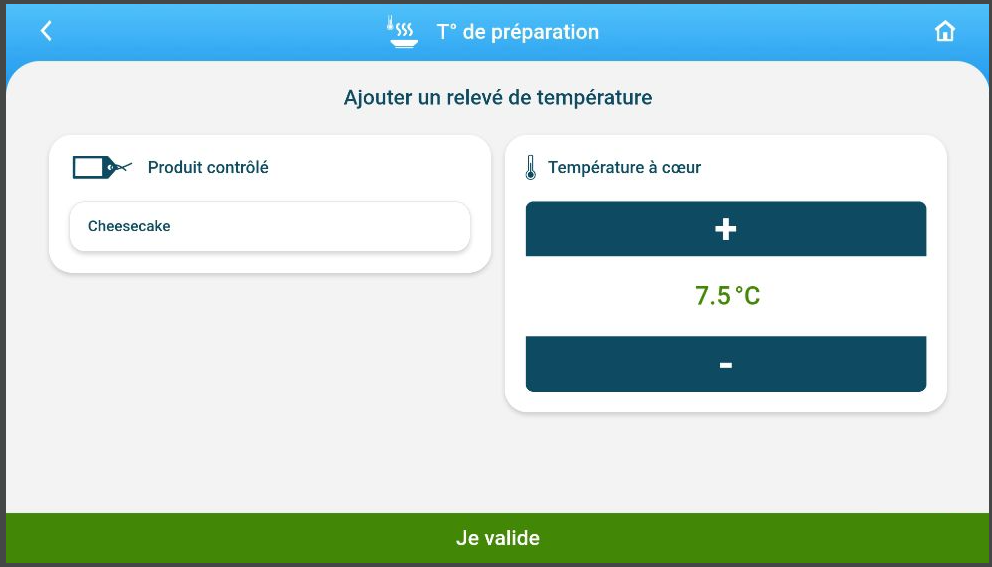 T° de préparation
Ajouter un relevé de température
Produit contrôlé
Cheesecake
Température à cœur
+
7.5 °C
-
Je valide